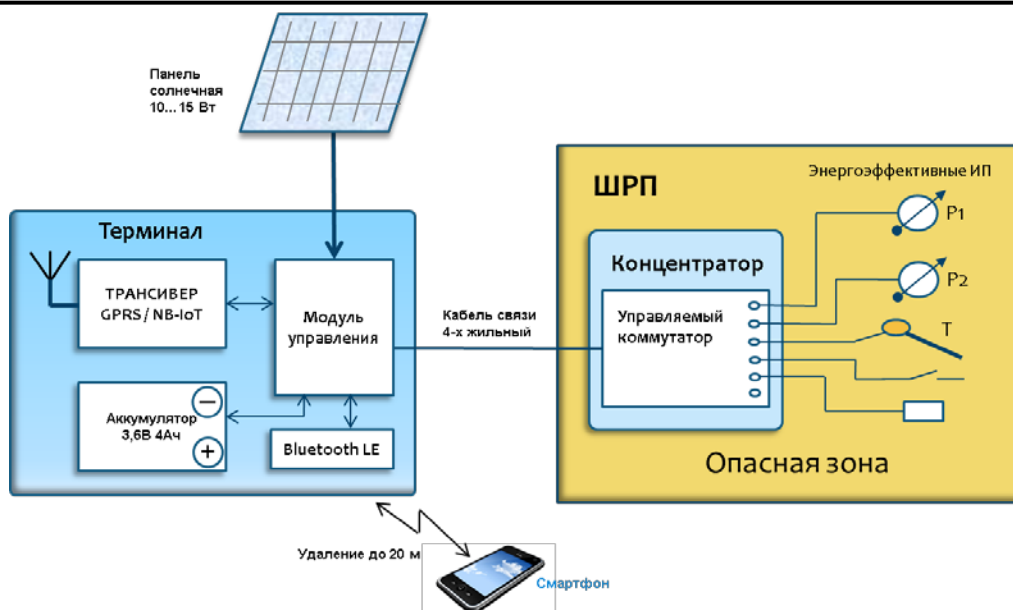 Панель
солнечная
10... 15 Вт
Терминал
ТРАНСИВЕР
GPRS / NB-IoT
Модуль
управления
Аккумулятор
3,6В 4Ач
Bluetooth LE
Кабель связи
4-х жильный
ШРП
Энергоэффективные ИП
Концентратор
Управляемый
коммутатор
P1
P2
T
Опасная зона
Удаление до 20 м
Смартфон